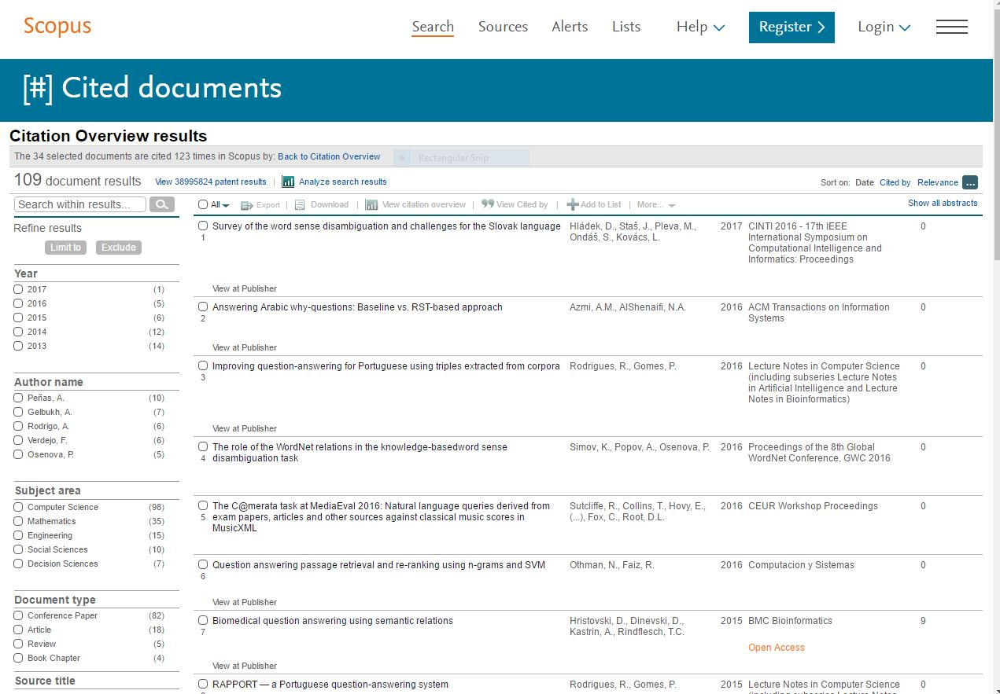 Scopus
Search Sources Alerts Lists Help Register Login
[#] Cited documents
Citation Overview results
The 34 selected documents are cited 123 times in Scopus by: Back to Citation Overview
Rectangular Snip
109 document results View 38995824 patent results | Analyze search results
Sort on: Date Cited by Relevance ...
Search within results...
Refine results
Limit to Exclude
Year
2017 (1)
2016 (5)
2015 (6)
2014 (12)
2013 (14)
Author name
Peñas, A. (10)
Gelbukh, A. (7)
Rodrigo, A. (6)
Verdejo, F. (6)
Osenova, P. (5)
Subject area
Computer Science (98)
Mathematics (35)
Engineering (15)
Social Sciences (10)
Decision Sciences (7)
Document type
Conference Paper (82)
Article (18)
Review (5)
Book Chapter (4)
Source title
All Export | Download | View citation overview | View Cited by | Add to List | More...
Show all abstracts
Survey of the word sense disambiguation and challenges for the Slovak language Hládek, D., Staš, J., Pleva, M., 2017 CINTI 2016 - 17th IEEE 0
1 Ondáš, S., Kovács, L. International Symposium on
Computational Intelligence and
Informatics: Proceedings
View at Publisher
Answering Arabic why-questions: Baseline vs. RST-based approach Azmi, A.M., AlShenaifi, N.A. 2016 ACM Transactions on Information 0
2 Systems
View at Publisher
Improving question-answering for Portuguese using triples extracted from corpora Rodrigues, R., Gomes, P. 2016 Lecture Notes in Computer Science 0
3 (including subseries Lecture Notes
in Artificial Intelligence and Lecture
Notes in Bioinformatics)
View at Publisher
The role of the WordNet relations in the knowledge-basedword sense Simov, K., Popov, A., Osenova, P. 2016 Proceedings of the 8th Global 0
4 disambiguation task WordNet Conference, GWC 2016
The C@merata task at MediaEval 2016: Natural language queries derived from Sutcliffe, R., Collins, T., Hovy, E., 2016 CEUR Workshop Proceedings 0
5 exam papers, articles and other sources against classical music scores in (...), Fox, C., Root, D.L.
MusicXML
Question answering passage retrieval and re-ranking using n-grams and SVM Othman, N., Faiz, R. 2016 Computacion y Sistemas 0
6
View at Publisher
Biomedical question answering using semantic relations Hristovski, D., Dinevski, D., 2015 BMC Bioinformatics 9
7 Kastrin, A., Rindflesch, T.C.
Open Access
View at Publisher
RAPPORT — a Portuguese question-answering system Rodrigues, R., Gomes, P. 2015 Lecture Notes in Computer Science 0